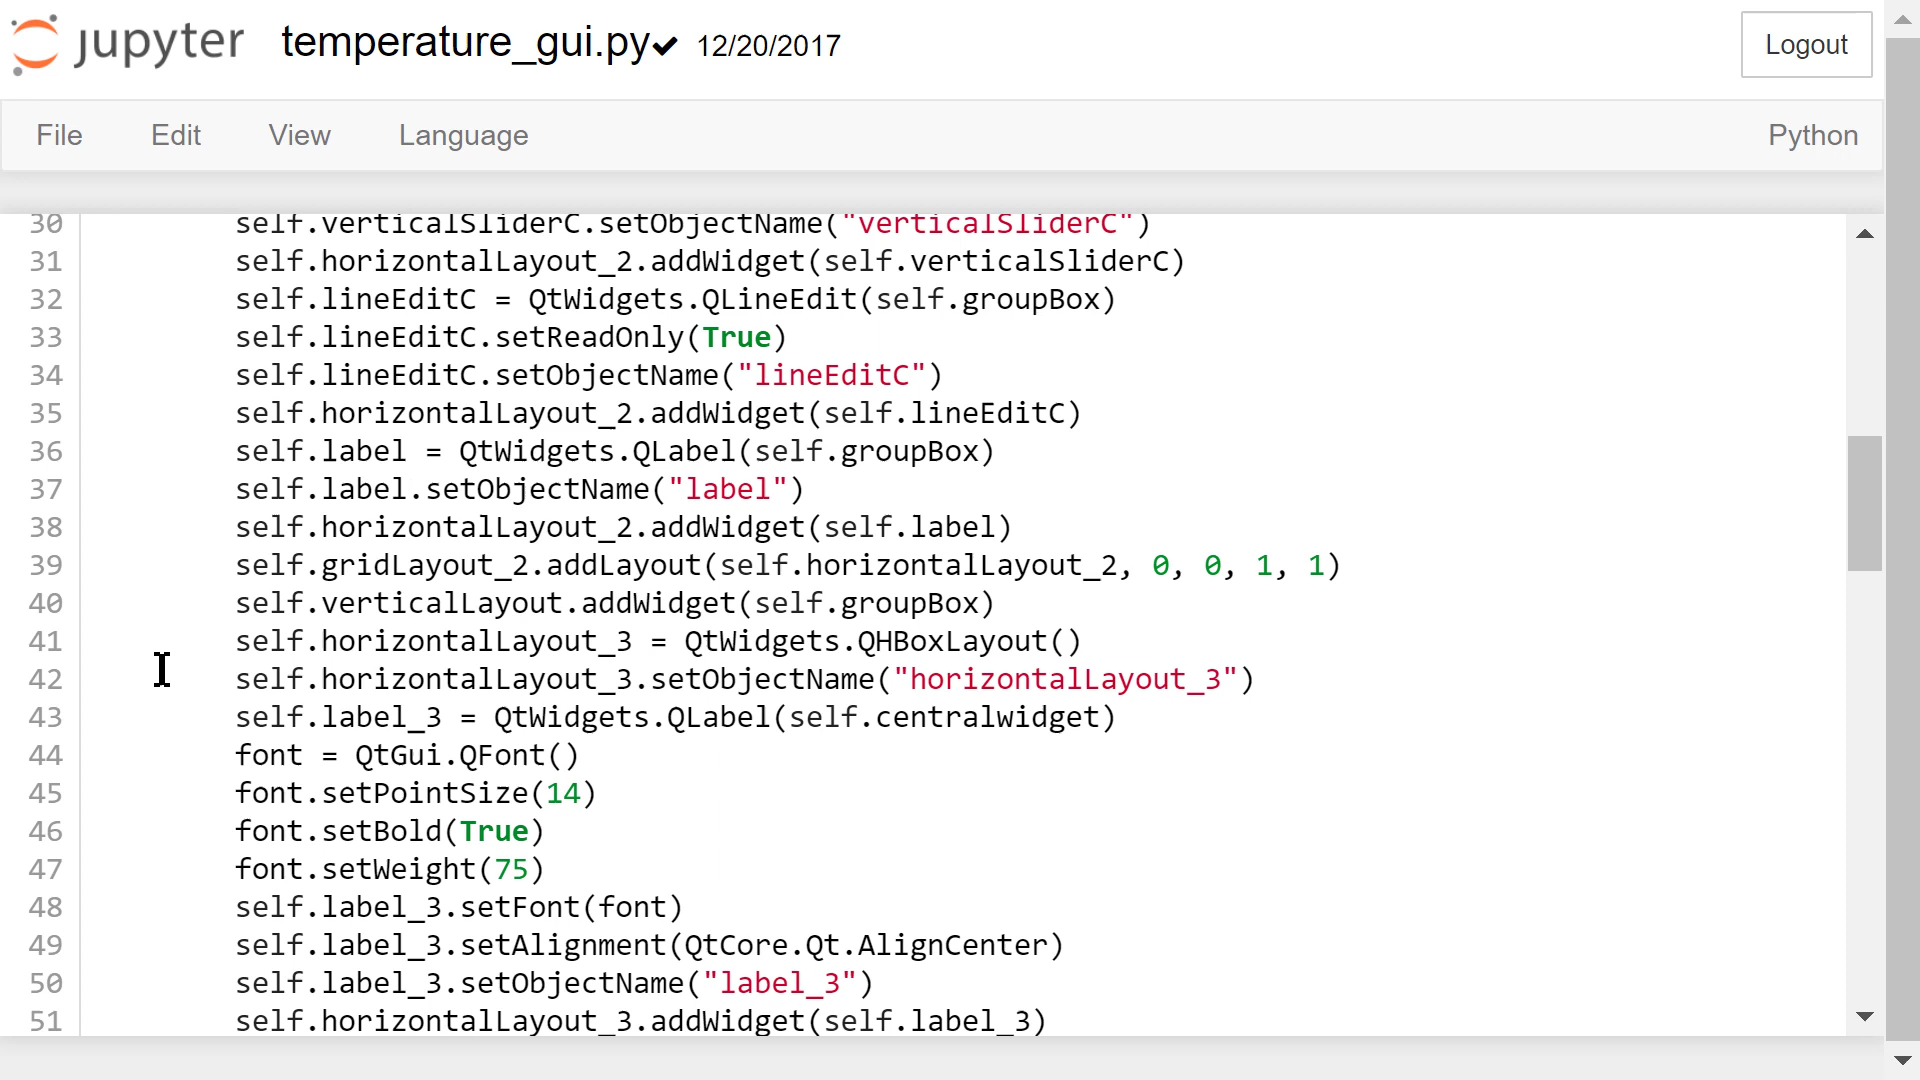 jupyter temperature_gui.py✔ 12/20/2017 Logout
File Edit View Language Python
30 self.verticalSliderC.setObjectName("verticalSliderC")
31 self.horizontalLayout_2.addWidget(self.verticalSliderC)
32 self.lineEditC = QtWidgets.QLineEdit(self.groupBox)
33 self.lineEditC.setReadOnly(True)
34 self.lineEditC.setObjectName("lineEditC")
35 self.horizontalLayout_2.addWidget(self.lineEditC)
36 self.label = QtWidgets.QLabel(self.groupBox)
37 self.label.setObjectName("label")
38 self.horizontalLayout_2.addWidget(self.label)
39 self.gridLayout_2.addLayout(self.horizontalLayout_2, 0, 0, 1, 1)
40 self.verticalLayout.addWidget(self.groupBox)
41 self.horizontalLayout_3 = QtWidgets.QHBoxLayout()
42 self.horizontalLayout_3.setObjectName("horizontalLayout_3")
43 self.label_3 = QtWidgets.QLabel(self.centralwidget)
44 font = QtGui.QFont()
45 font.setPointSize(14)
46 font.setBold(True)
47 font.setWeight(75)
48 self.label_3.setFont(font)
49 self.label_3.setAlignment(QtCore.Qt.AlignCenter)
50 self.label_3.setObjectName("label_3")
51 self.horizontalLayout_3.addWidget(self.label_3)